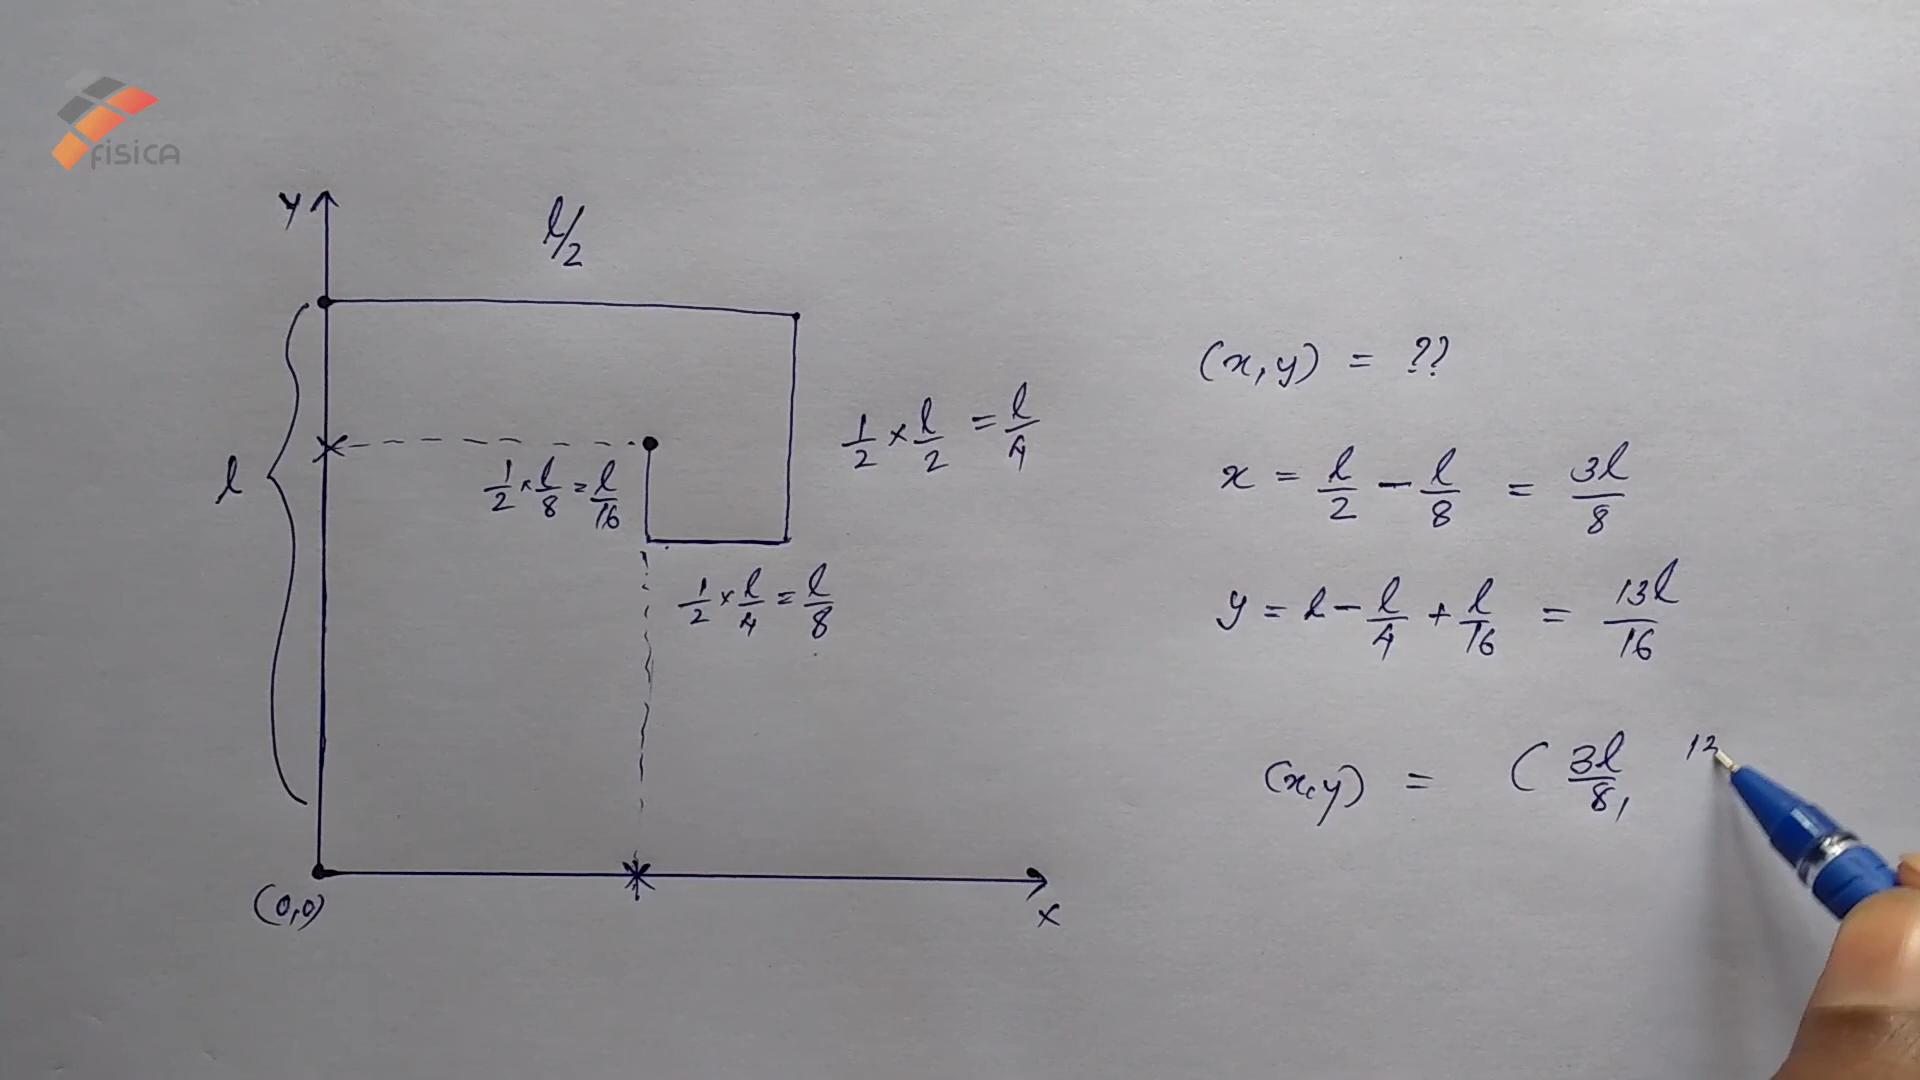 fisica
y
l/2
l
1/2 × l/2 = l/4
1/2 × l/8 = l/16
1/2 × l/4 = l/8
(0,0)
x
(x,y) = ??
x = l/2 - l/8 = 3l/8
y = l - l/4 + l/16 = 13l/16
(x,y) = ( 3l/8,